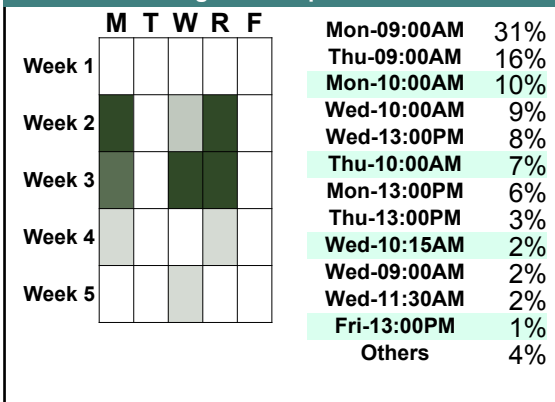 M T W R F
Week 1
Week 2
Week 3
Week 4
Week 5
Mon-09:00AM 31%
Thu-09:00AM 16%
Mon-10:00AM 10%
Wed-10:00AM 9%
Wed-13:00PM 8%
Thu-10:00AM 7%
Mon-13:00PM 6%
Thu-13:00PM 3%
Wed-10:15AM 2%
Wed-09:00AM 2%
Wed-11:30AM 2%
Fri-13:00PM 1%
Others 4%